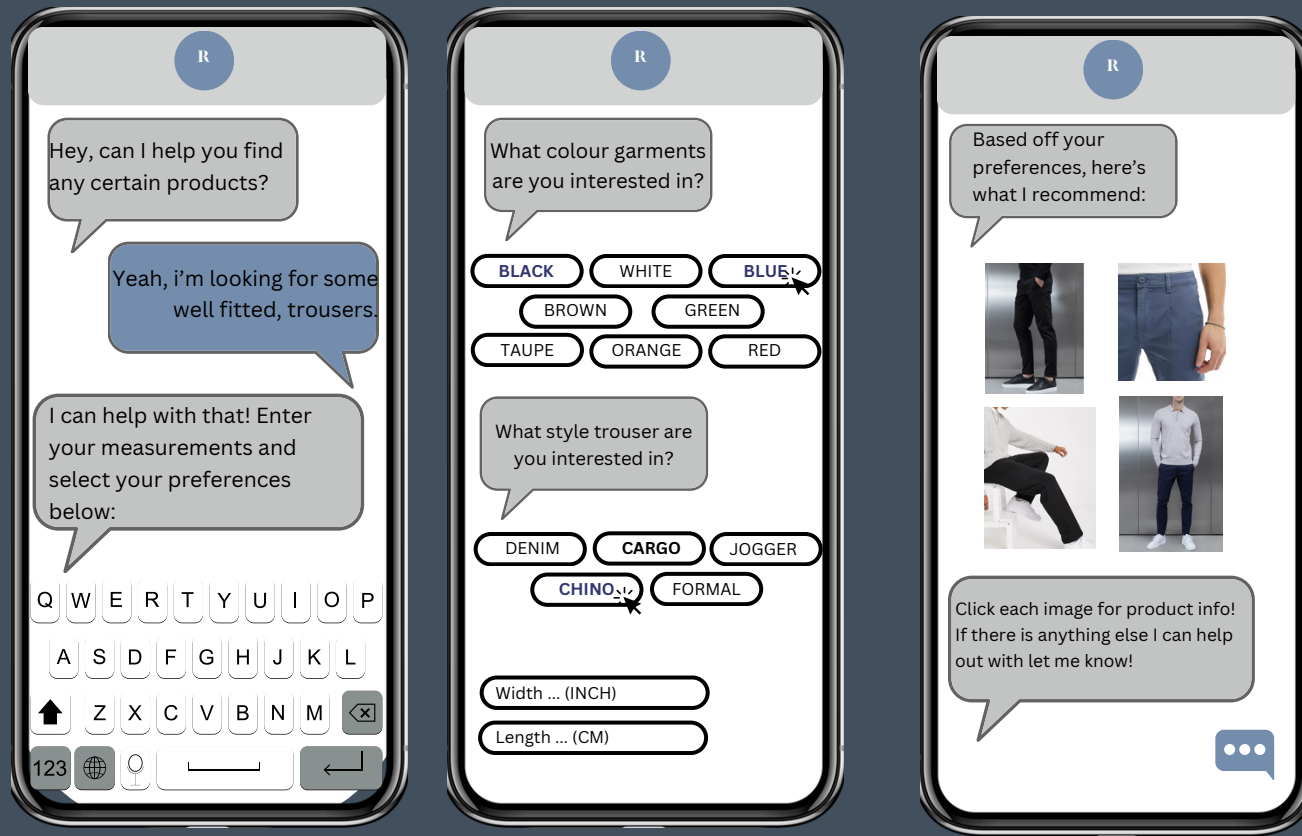 R
Hey, can I help you find
any certain products?
Yeah, i’m looking for some
well fitted, trousers.
I can help with that! Enter
your measurements and
select your preferences
below:
Q W E R T Y U I O P
A S D F G H J K L
Z X C V B N M
123
R
What colour garments
are you interested in?
BLACK WHITE BLUE
BROWN GREEN
TAUPE ORANGE RED
What style trouser are
you interested in?
DENIM CARGO JOGGER
CHINO FORMAL
Width ... (INCH)
Length ... (CM)
R
Based off your
preferences, here’s
what I recommend:
Click each image for product info!
If there is anything else I can help
out with let me know!